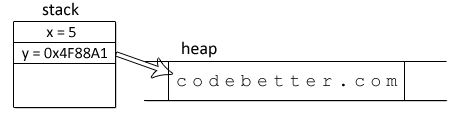 stack
x = 5
y = 0x4F88A1
heap
codebetter.com